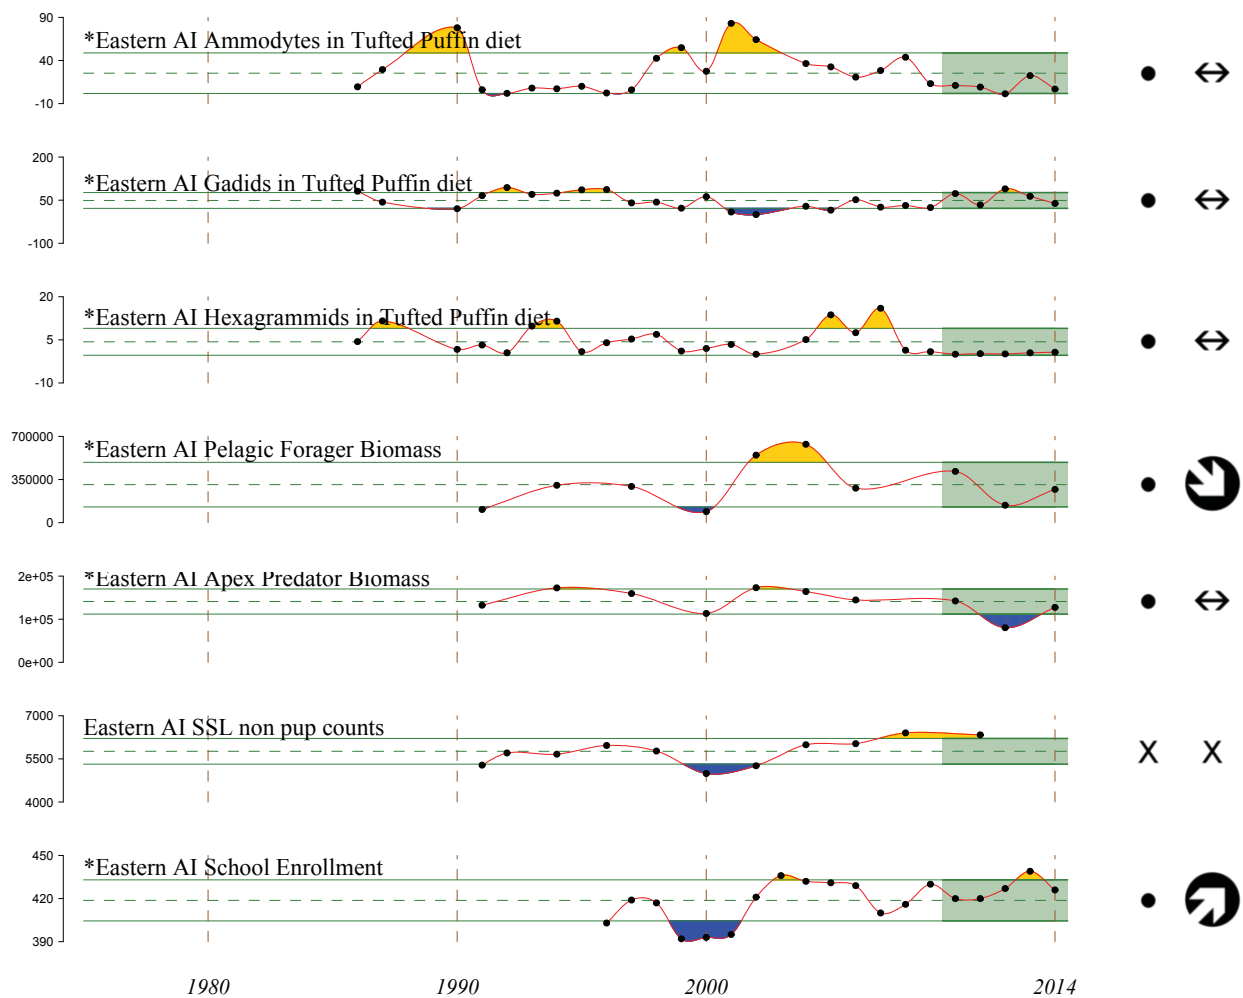 90
*Eastern AI Ammodytes in Tufted Puffin diet
40
-10
200
*Eastern AI Gadids in Tufted Puffin diet
50
-100
20
*Eastern AI Hexagrammids in Tufted Puffin diet
5
-10
700000
*Eastern AI Pelagic Forager Biomass
350000
0
2e+05
*Eastern AI Apex Predator Biomass
1e+05
0e+00
7000
Eastern AI SSL non pup counts
5500
X X
4000
450
*Eastern AI School Enrollment
420
390
1980 1990 2000 2014